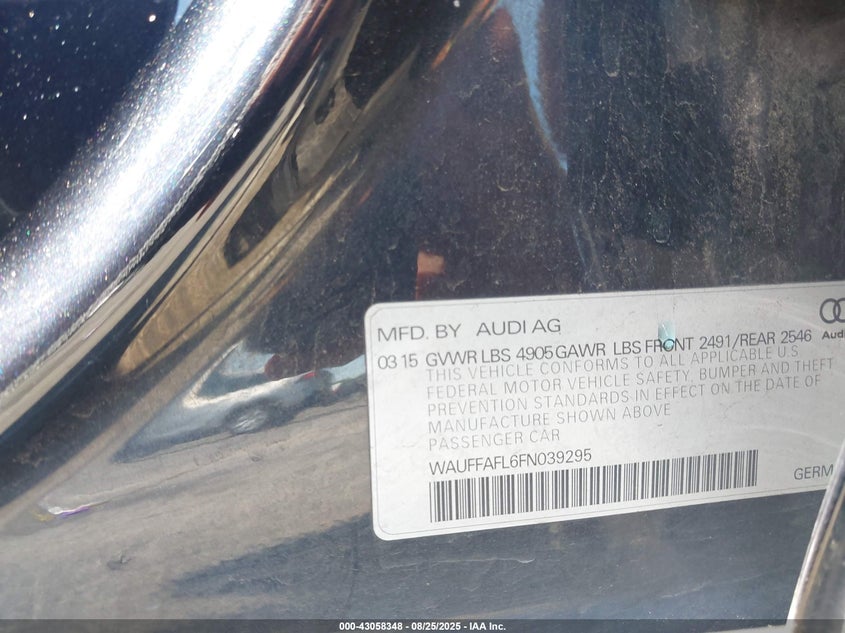 MFD. BY AUDI AG
Audi
03 15 GVWR LBS 4905 GAWR LBS FRONT 2491/REAR 2546
THIS VEHICLE CONFORMS TO ALL APPLICABLE U.S
FEDERAL MOTOR VEHICLE SAFETY, BUMPER AND THEFT
PREVENTION STANDARDS IN EFFECT ON THE DATE OF
MANUFACTURE SHOWN ABOVE
PASSENGER CAR
WAUFFAFL6FN039295
GERM
000-43058348 - 08/25/2025 - IAA Inc.